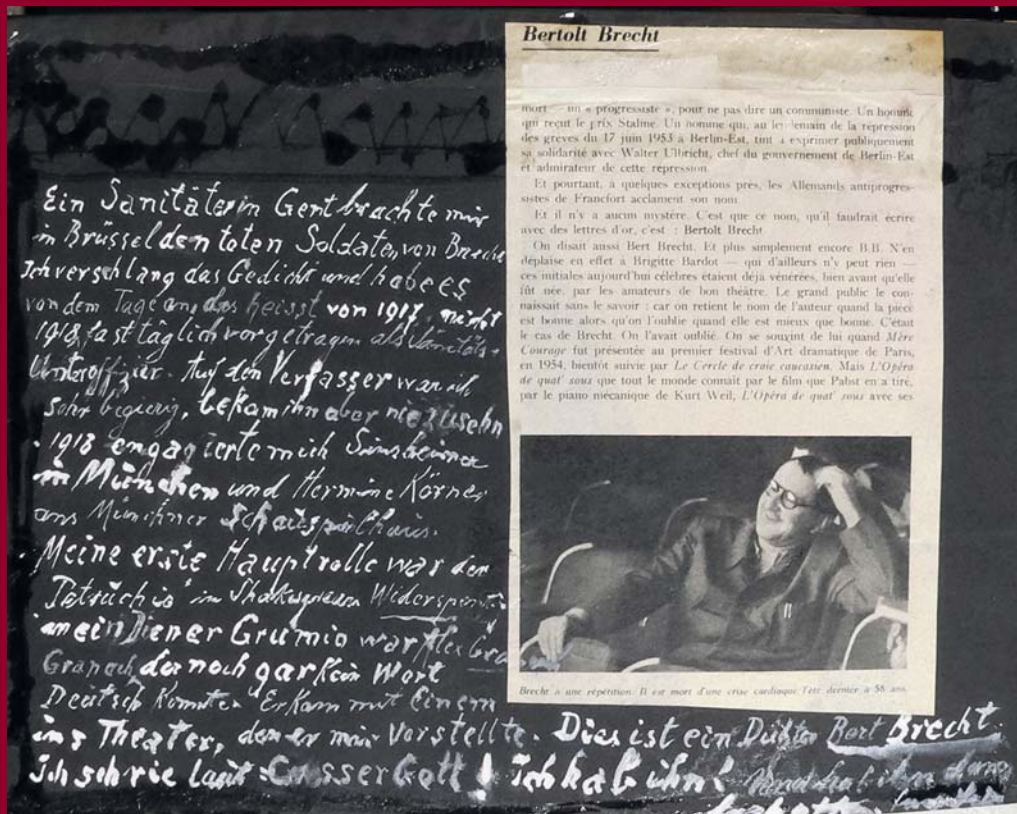 Ein Sanitäter in Gent brachte mir
in Brüssel den toten Soldaten von Brecht
Ich verschlang das Gedicht und habe es
von dem Tage an, das heisst von 1917, nicht
1918, fast täglich vorgetragen als Sanitäts-
Unteroffizier. Auf den Verfasser war ich
sehr begierig, bekam ihn aber nie zu sehn
1918 engagierte mich Sinsheimer
in München und Hermine Körner
ans Münchner Schauspielhaus.
Meine erste Hauptrolle war der
Petruchio in Shakespeares Widerspenst
mein Diener Grumio war Alex
Granach, der noch gar kein Wort
Deutsch konnte. Er kam mit Einem
ins Theater, den er mir vorstellte. Dies ist ein Dichter Bert Brecht.
Ich schrie laut: Grosser Gott! Ich hab ihn! Und hab ihn dann
Bertolt Brecht
mort — un « progressiste », pour ne pas dire un communiste. Un homme
qui reçut le prix Staline. Un homme qui, au lendemain de la répression
des grèves du 17 juin 1953 à Berlin-Est, tint à exprimer publiquement
sa solidarité avec Walter Ulbricht, chef du gouvernement de Berlin-Est
et admirateur de cette répression.
Et pourtant, à quelques exceptions près, les Allemands antiprogres-
sistes de Francfort acclament son nom.
Et il n'y a aucun mystère. C'est que ce nom, qu'il faudrait écrire
avec des lettres d'or, c'est : Bertolt Brecht.
On disait aussi Bert Brecht. Et plus simplement encore B.B. N'en
déplaise en effet à Brigitte Bardot — qui d'ailleurs n'y peut rien —
ces initiales aujourd'hui célèbres étaient déjà vénérées, bien avant qu'elle
fût née, par les amateurs de bon théâtre. Le grand public le con-
naissait sans le savoir : car on retient le nom de l'auteur quand la pièce
est bonne alors qu'on l'oublie quand elle est mieux que bonne. C'était
le cas de Brecht. On l'avait oublié. On se souvint de lui quand Mère
Courage fut présentée au premier festival d'Art dramatique de Paris,
en 1954, bientôt suivie par Le Cercle de craie caucasien. Mais L'Opéra
de quat' sous que tout le monde connaît par le film que Pabst en a tiré,
par le piano mécanique de Kurt Weil, L'Opéra de quat' sous avec ses
Brecht à une répétition. Il est mort d'une crise cardiaque l'été dernier à 58 ans.